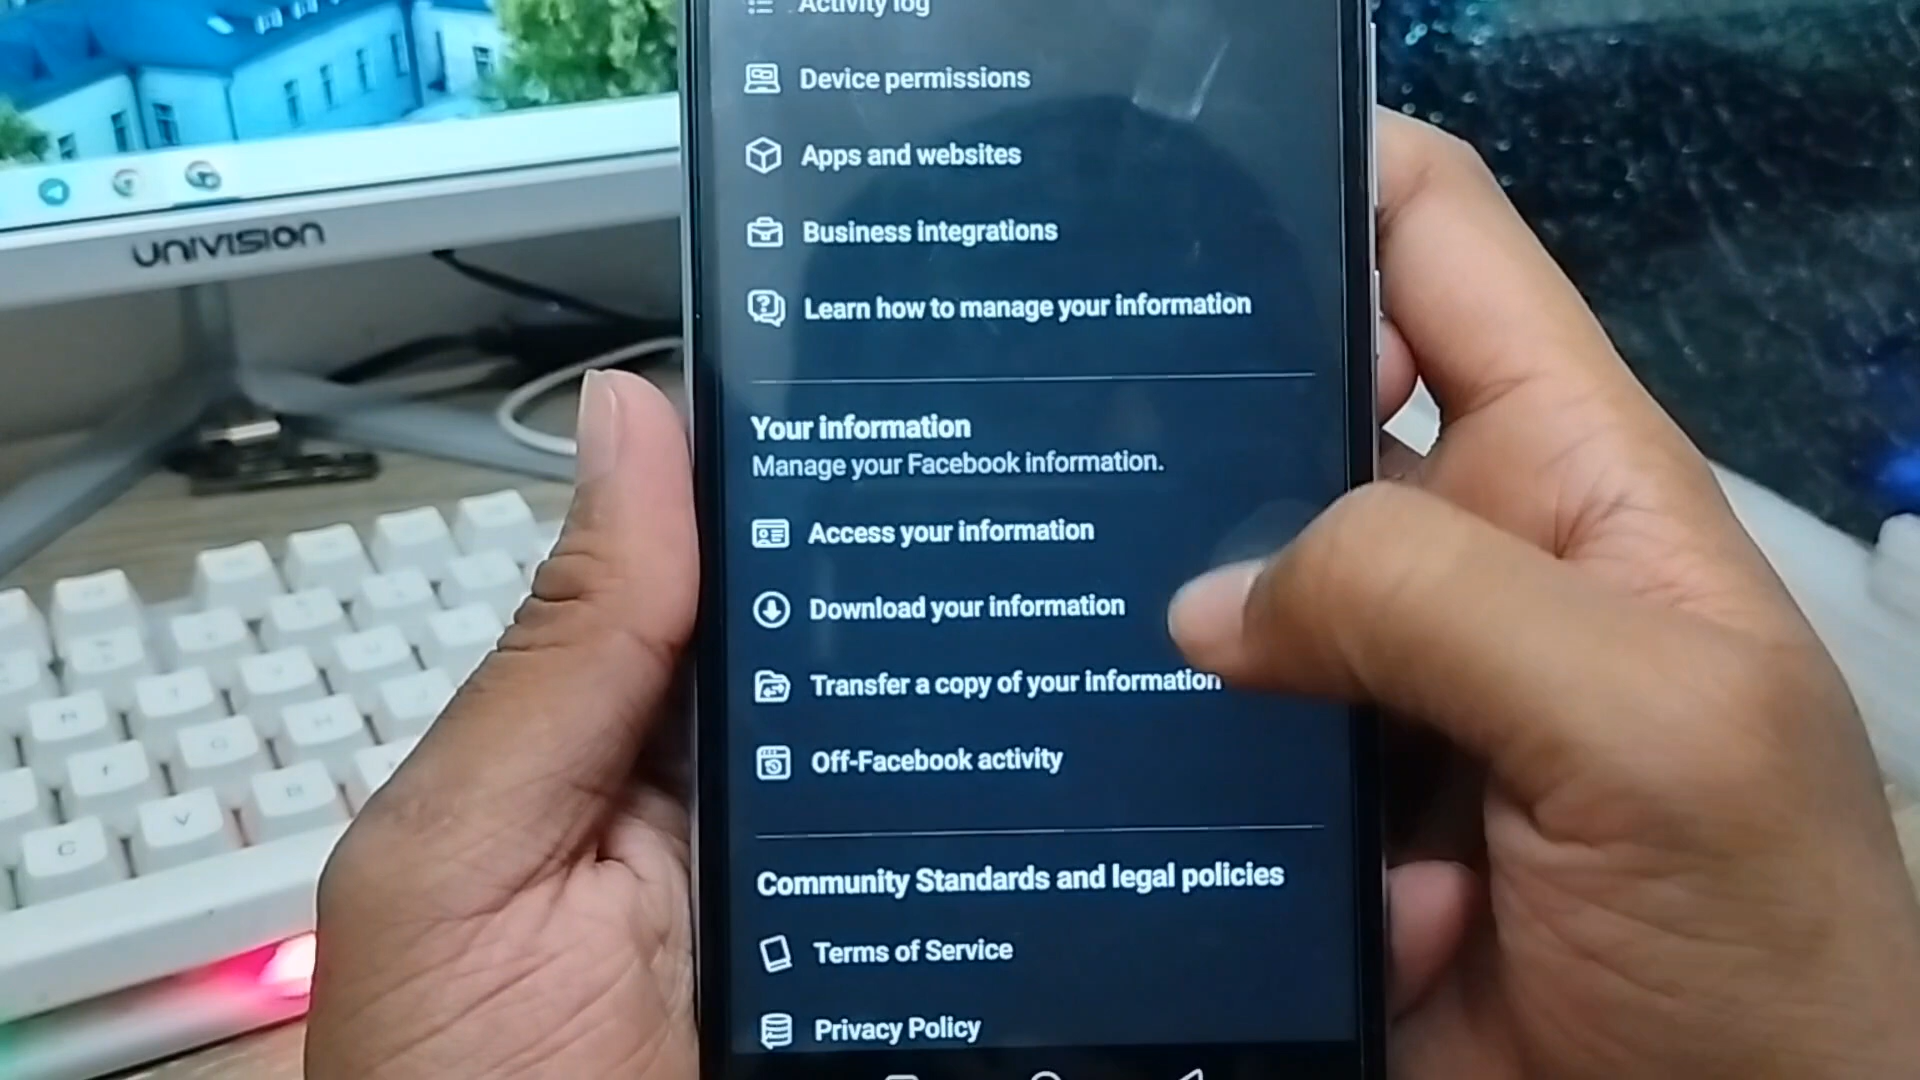 Activity log
Device permissions
Apps and websites
UNIVISION
Business integrations
Learn how to manage your information
Your information
Manage your Facebook information.
Access your information
Download your information
Transfer a copy of your information
Off-Facebook activity
Community Standards and legal policies
Terms of Service
Privacy Policy
V
C